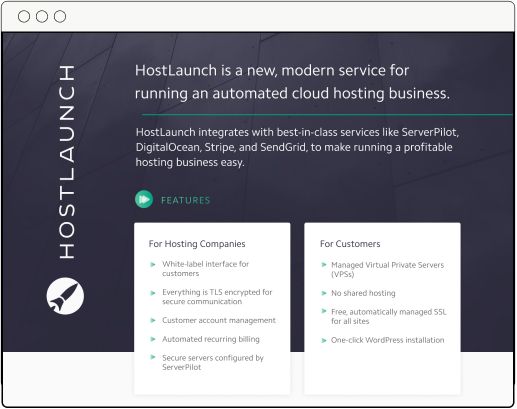 HOSTLAUNCH
HostLaunch is a new, modern service for
running an automated cloud hosting business.
HostLaunch integrates with best-in-class services like ServerPilot,
DigitalOcean, Stripe, and SendGrid, to make running a profitable
hosting business easy.
FEATURES
For Hosting Companies
White-label interface for
customers
Everything is TLS encrypted for
secure communication
Customer account management
Automated recurring billing
Secure servers configured by
ServerPilot
For Customers
Managed Virtual Private Servers
(VPSs)
No shared hosting
Free, automatically managed SSL
for all sites
One-click WordPress installation